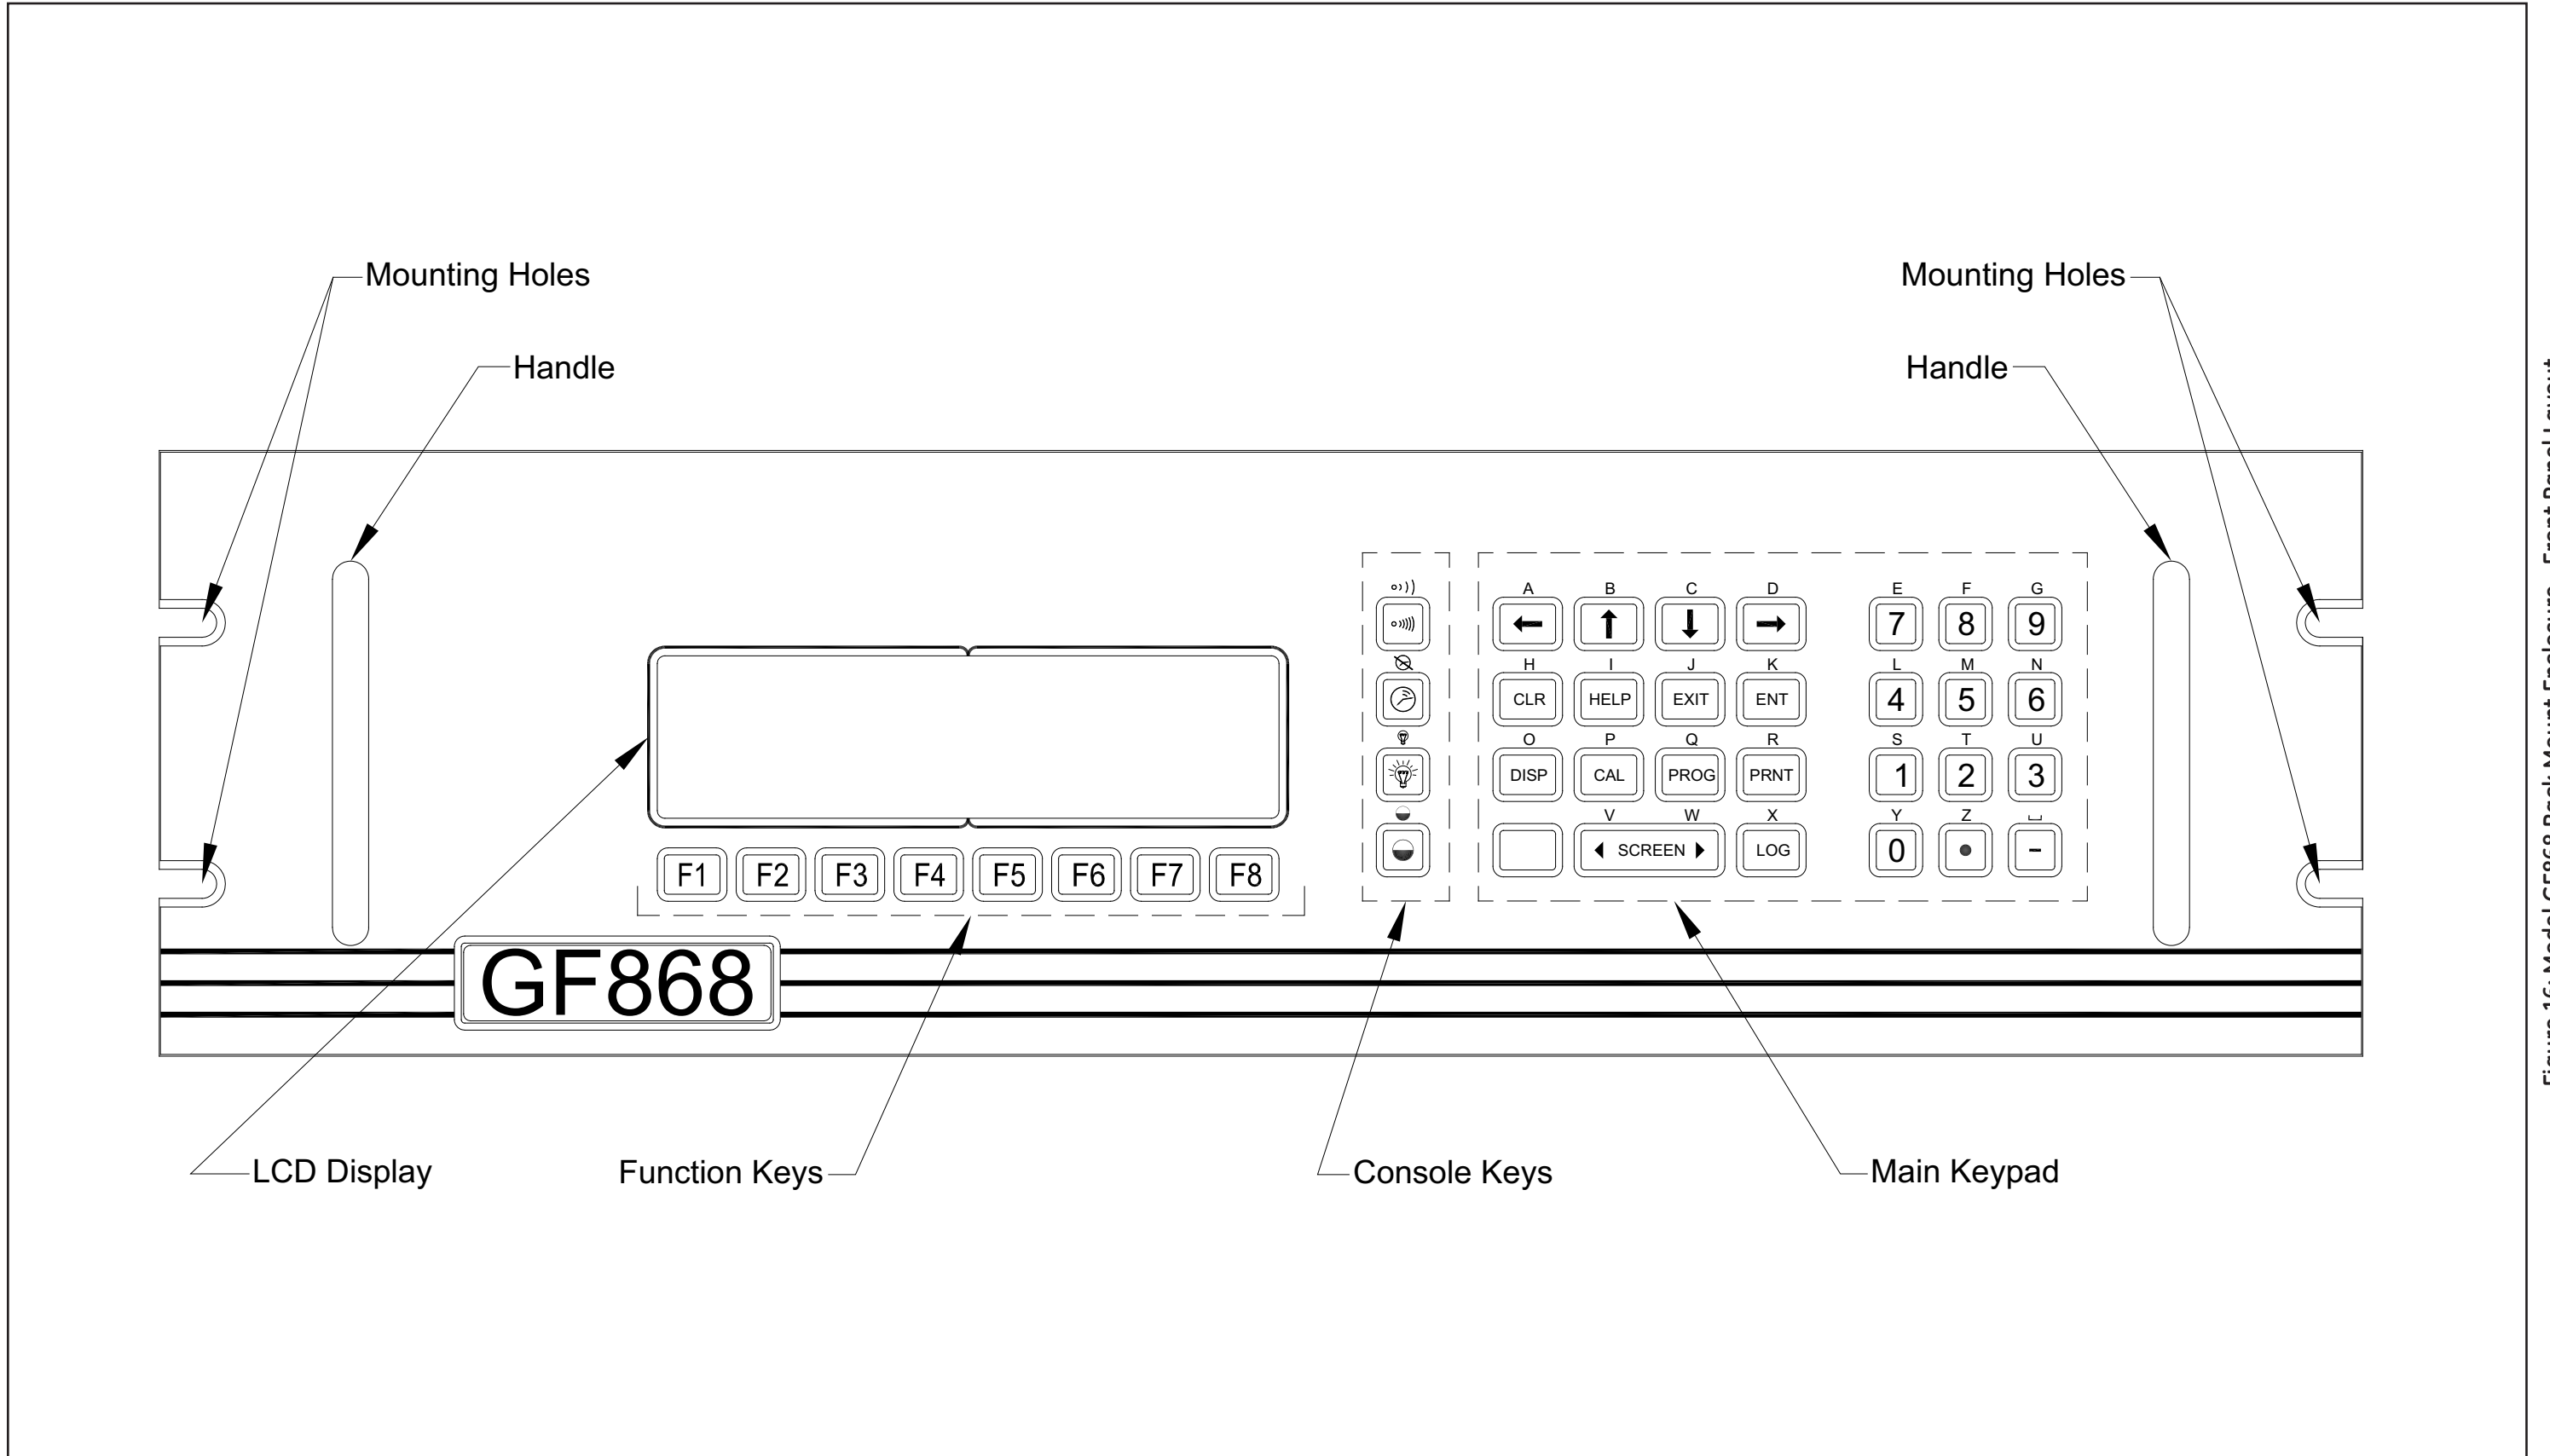 Mounting Holes
Mounting Holes
Handle
Handle
A B C D E F G
7 8 9
H I J K L M N
CLR HELP EXIT ENT 4 5 6
O P Q R S T U
DISP CAL PROG PRNT 1 2 3
V W X Y Z
SCREEN LOG 0 • -
F1 F2 F3 F4 F5 F6 F7 F8
GF868
LCD Display
Function Keys
Console Keys
Main Keypad